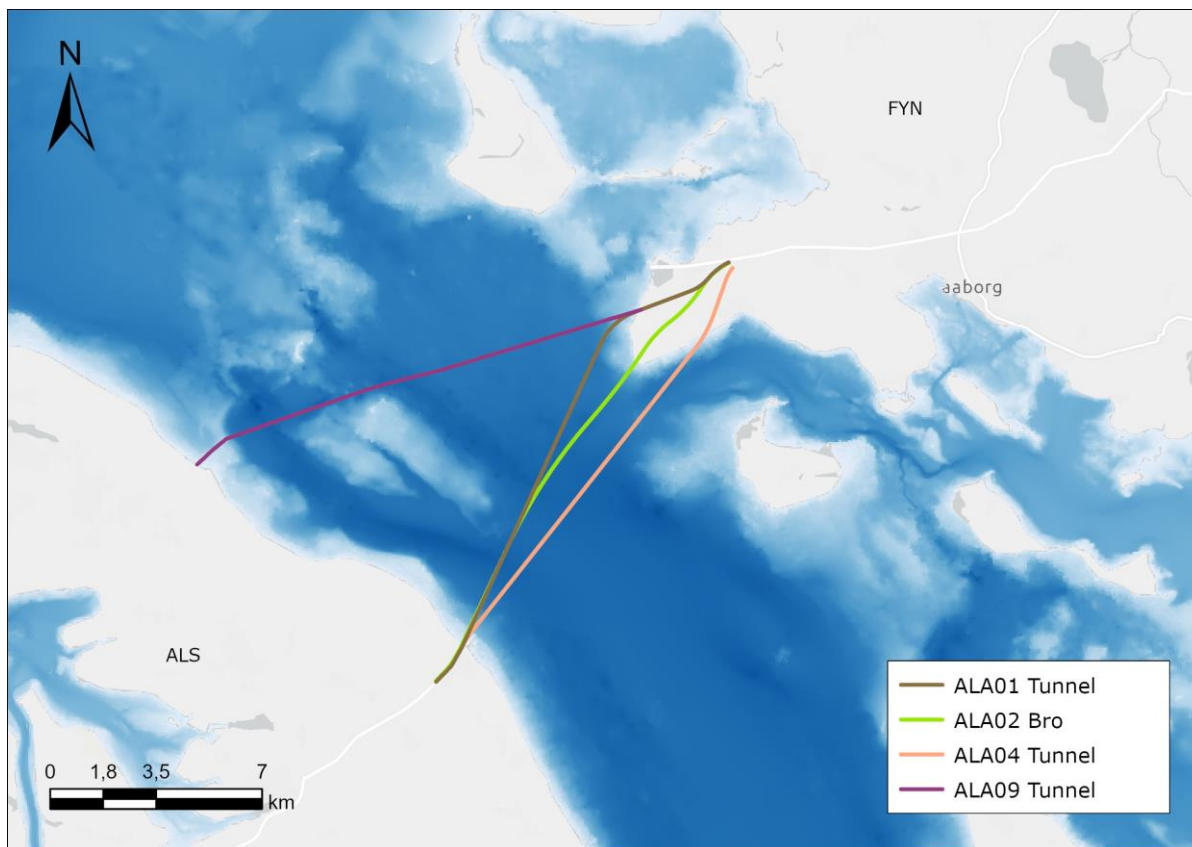 N
FYN
aaborg
ALS
0 1,8 3,5 7
km
ALA01 Tunnel
ALA02 Bro
ALA04 Tunnel
ALA09 Tunnel